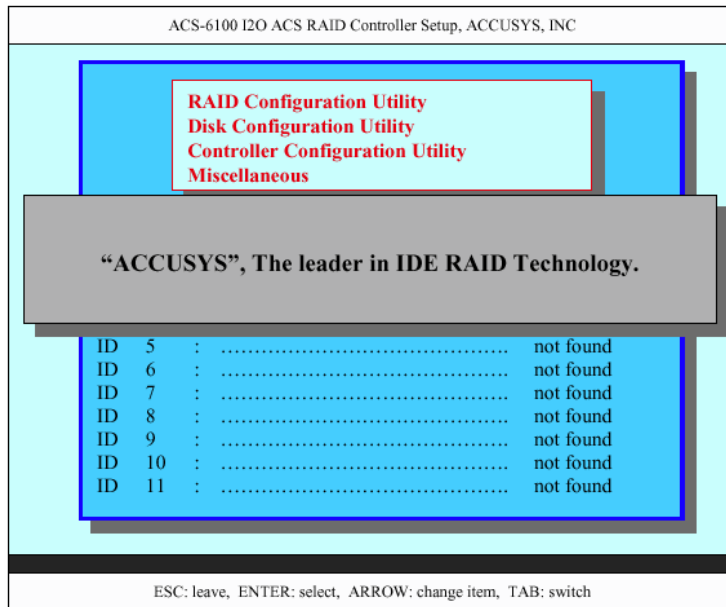 ACS-6100 I2O ACS RAID Controller Setup, ACCUSYS, INC
RAID Configuration Utility
Disk Configuration Utility
Controller Configuration Utility
Miscellaneous
“ACCUSYS”, The leader in IDE RAID Technology.
ID 5 : ………………………………………. not found
ID 6 : ………………………………………. not found
ID 7 : ………………………………………. not found
ID 8 : ………………………………………. not found
ID 9 : ………………………………………. not found
ID 10 : ………………………………………. not found
ID 11 : ………………………………………. not found
ESC: leave, ENTER: select, ARROW: change item, TAB: switch